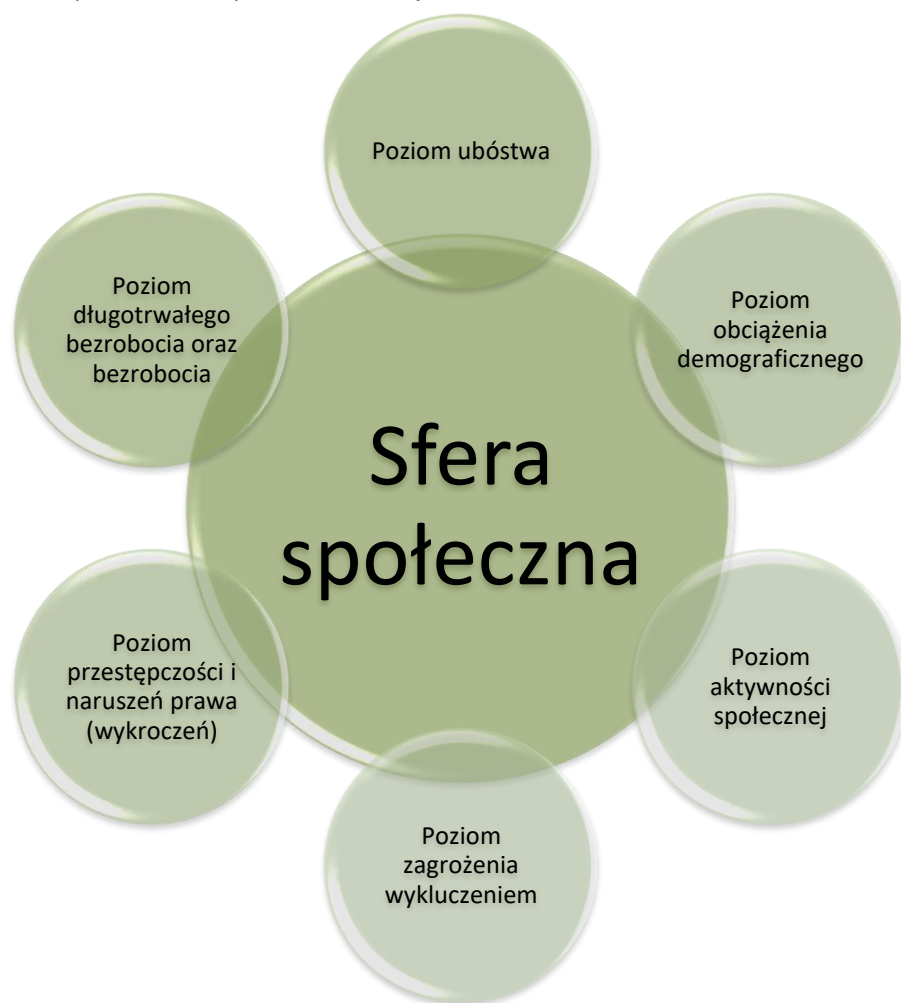 Poziom ubóstwa
Poziom
obciążenia
demograficznego
Poziom
aktywności
społecznej
Poziom
zagrożenia
wykluczeniem
Poziom
przestępczości i
naruszeń prawa
(wykroczeń)
Poziom
długotrwałego
bezrobocia oraz
bezrobocia
Sfera
społeczna